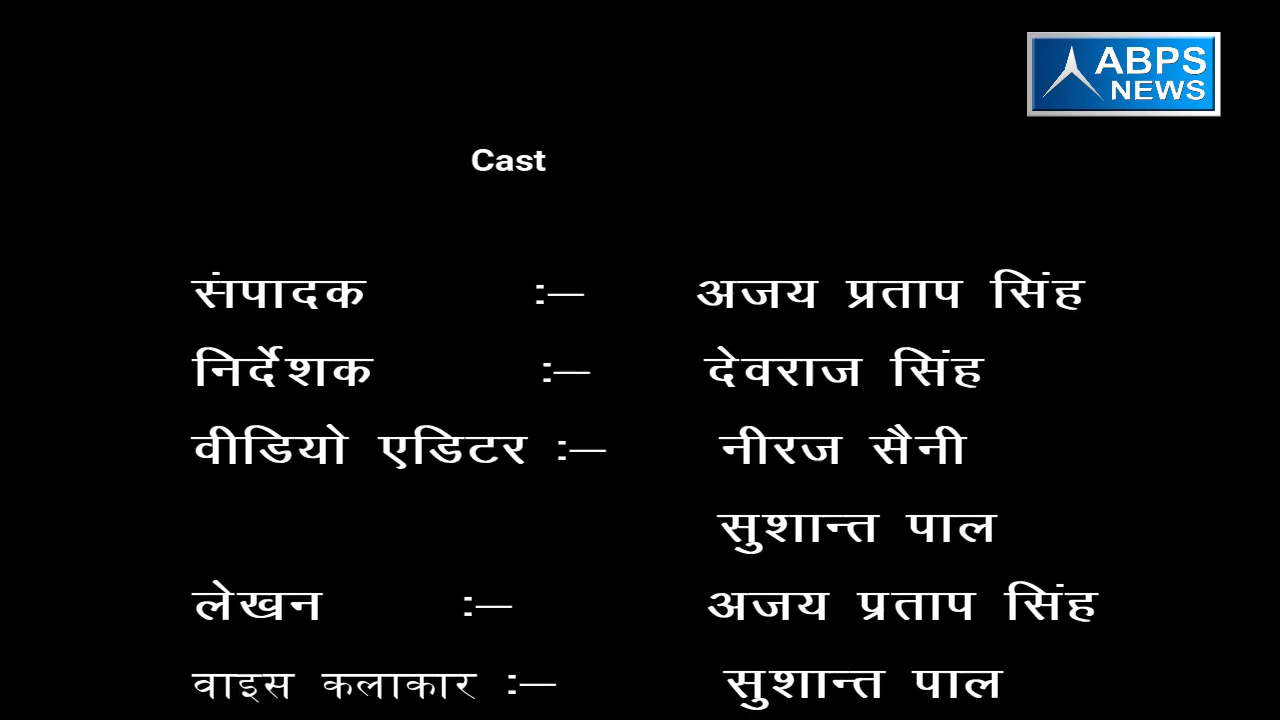 ABPS
NEWS
Cast
संपादक :— अजय प्रताप सिंह
निर्देशक :— देवराज सिंह
वीडियो एडिटर :— नीरज सैनी
सुशान्त पाल
लेखन :— अजय प्रताप सिंह
वाइस कलाकार :— सुशान्त पाल